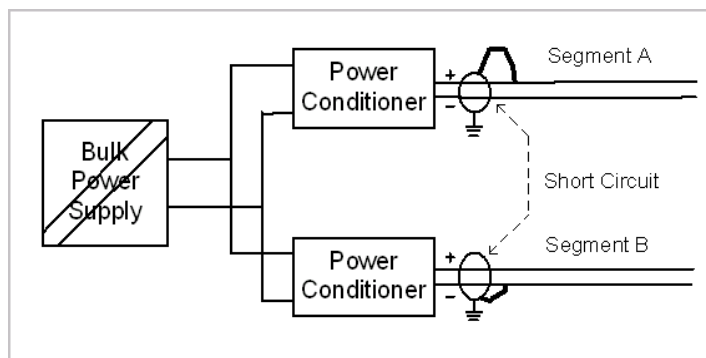 Power
Conditioner
+
−
Segment A
Bulk
Power
Supply
Short Circuit
Power
Conditioner
+
−
Segment B